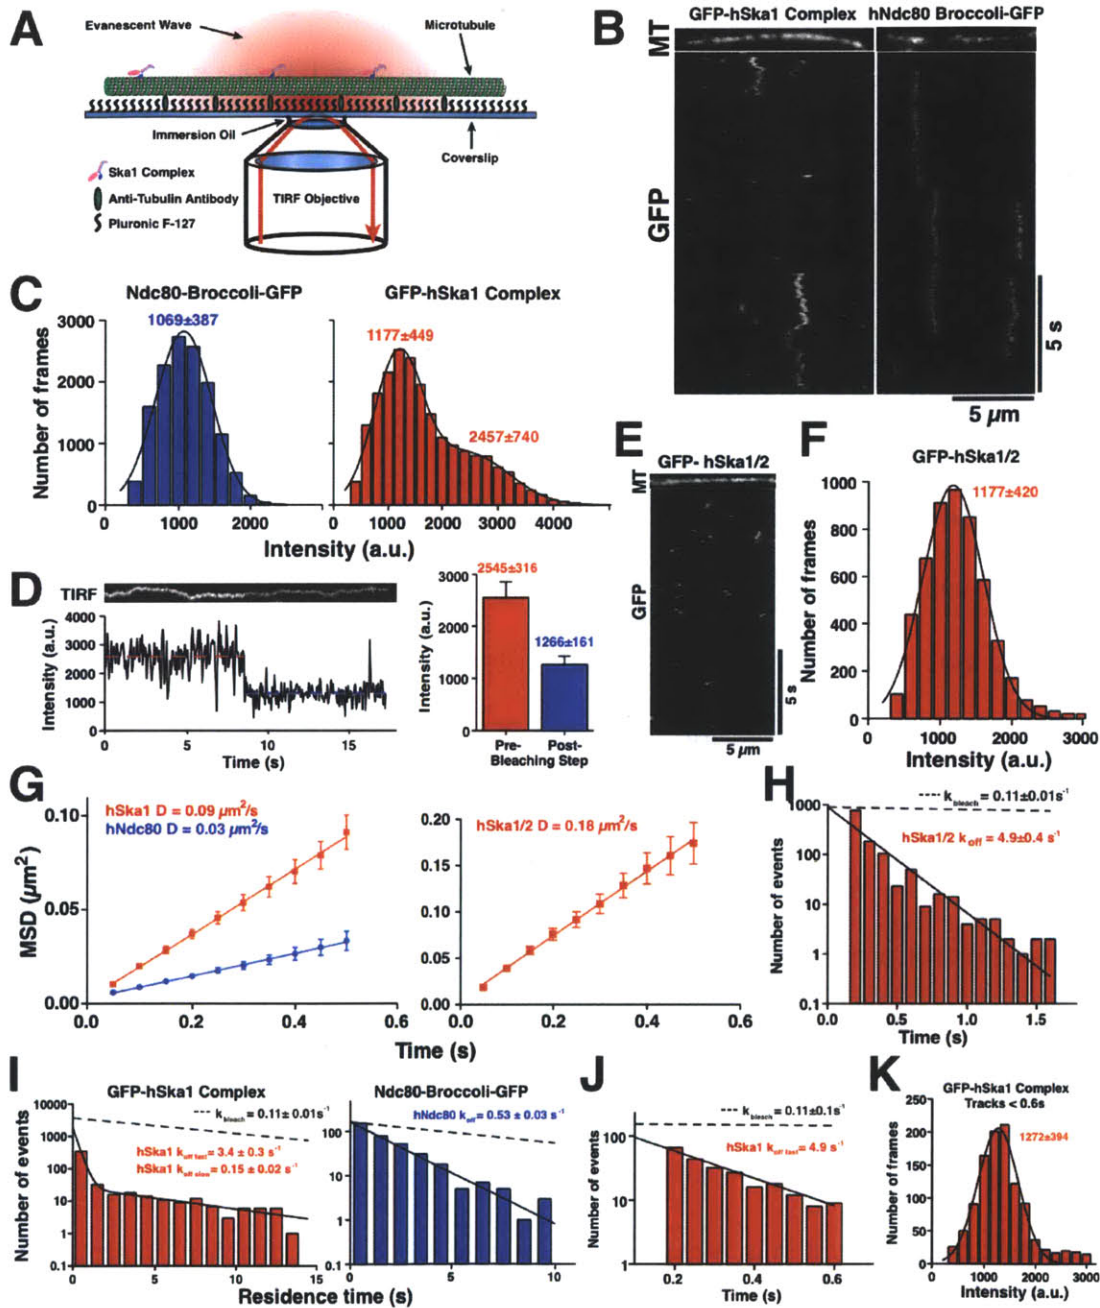 A
Evanescent Wave
Microtubule
Immersion Oil
Coverslip
Ska1 Complex
Anti-Tubulin Antibody
Pluronic F-127
TIRF Objective
B
GFP-hSka1 Complex
hNdc80 Broccoli-GFP
MT
GFP
5 s
5 µm
C
Ndc80-Broccoli-GFP
GFP-hSka1 Complex
1069±387
1177±449
2457±740
Number of frames
3000
2000
1000
0
0 1000 2000
0 1000 2000 3000 4000
Intensity (a.u.)
D
TIRF
Intensity (a.u.)
4000
3000
2000
1000
0
0 5 10 15
Time (s)
Intensity (a.u.)
3000
2000
1000
0
2545±316
1266±161
Pre- Post-
Bleaching Step
E
GFP- hSka1/2
MT
GFP
5 s
5 µm
F
GFP-hSka1/2
1177±420
Number of frames
1000
800
600
400
200
0
0 1000 2000 3000
Intensity (a.u.)
G
hSka1 D = 0.09 µm²/s
hNdc80 D = 0.03 µm²/s
MSD (µm²)
0.10
0.05
0.00
0.0 0.2 0.4 0.6
hSka1/2 D = 0.18 µm²/s
0.20
0.15
0.10
0.05
0.00
0.0 0.2 0.4 0.6
Time (s)
H
k bleach = 0.11±0.01s⁻¹
hSka1/2 k off = 4.9±0.4 s⁻¹
Number of events
1000
100
10
1
0.1
0.0 0.5 1.0 1.5
Time (s)
I
GFP-hSka1 Complex
k bleach = 0.11± 0.01s⁻¹
hSka1 k off fast = 3.4 ± 0.3 s⁻¹
hSka1 k off slow = 0.15 ± 0.02 s⁻¹
Number of events
10000
1000
100
10
1
0.1
0 5 10 15
Ndc80-Broccoli-GFP
hNdc80 k off = 0.53 ± 0.03 s⁻¹
100
10
1
0.1
0 5 10
Residence time (s)
J
k bleach = 0.11±0.1s⁻¹
hSka1 k off fast = 4.9 s⁻¹
Number of events
100
10
1
0.2 0.4 0.6
Time (s)
K
GFP-hSka1 Complex
Tracks < 0.6s
1272±394
Number of frames
250
200
150
100
50
0
0 1000 2000 3000
Intensity (a.u.)